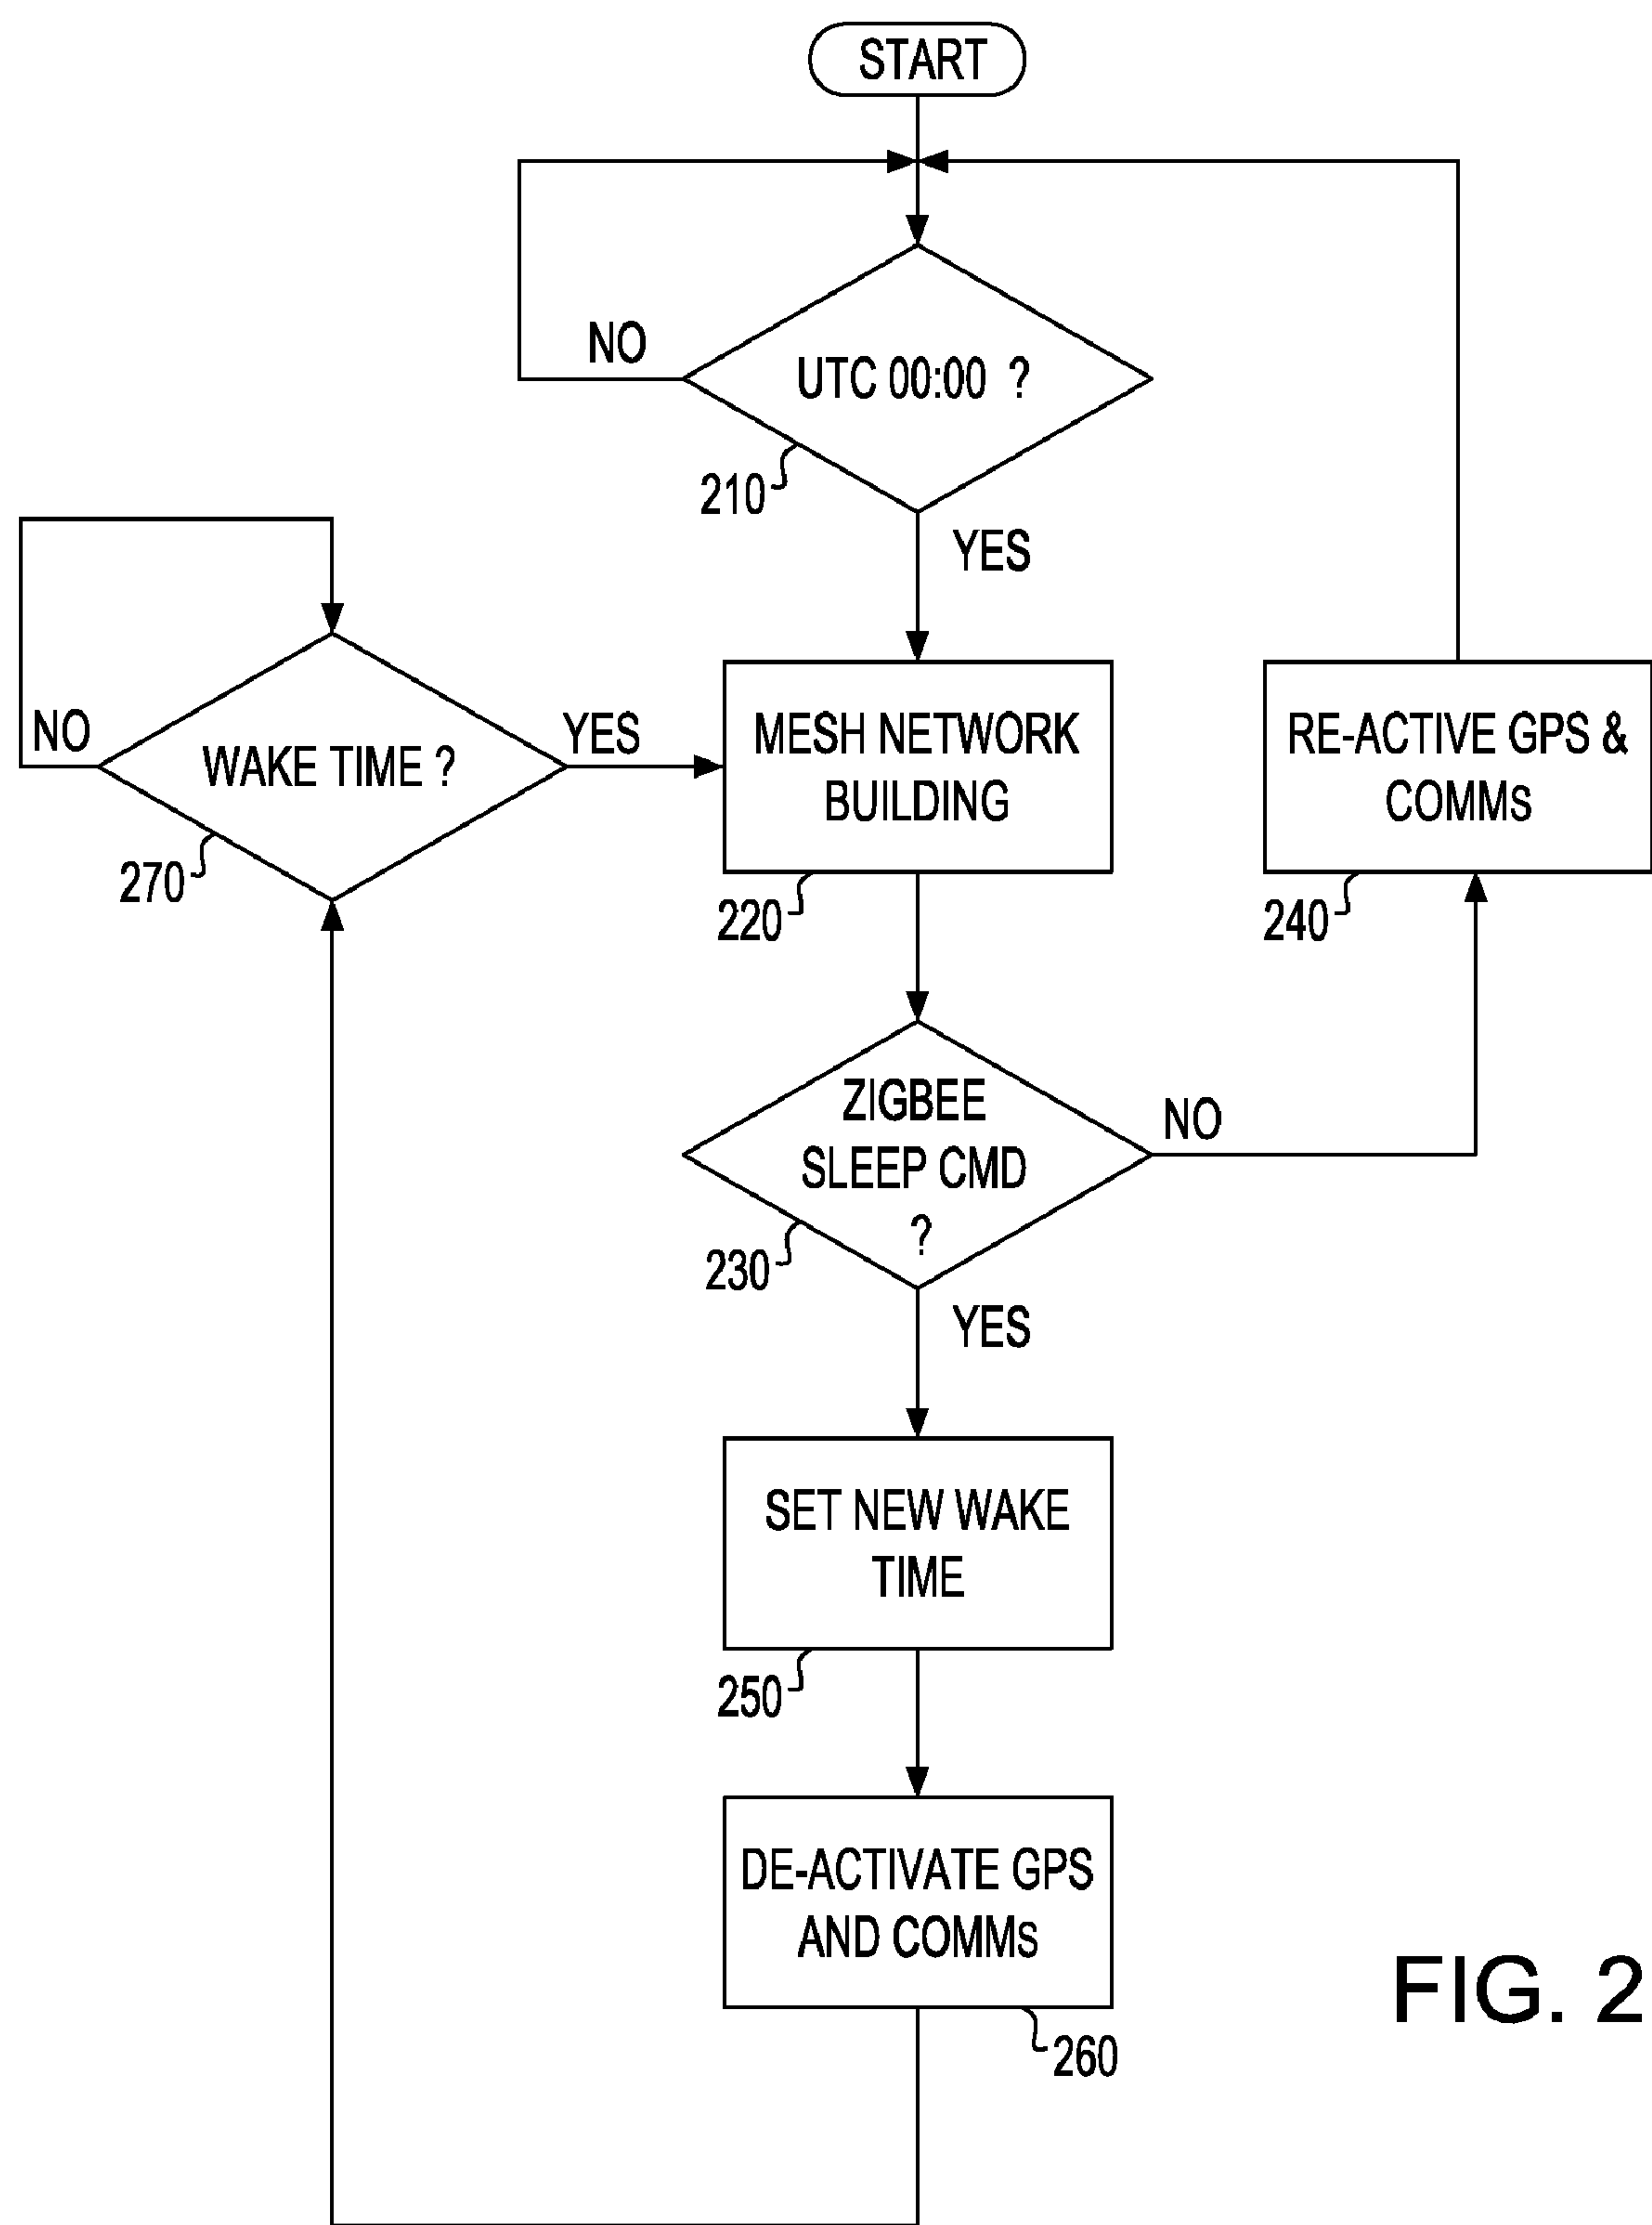 START
NO
UTC 00:00 ?
210
YES
NO
WAKE TIME ?
YES
270
MESH NETWORK
BUILDING
220
RE-ACTIVE GPS &
COMMs
240
ZIGBEE
SLEEP CMD
?
NO
230
YES
SET NEW WAKE
TIME
250
DE-ACTIVATE GPS
AND COMMs
260
FIG. 2